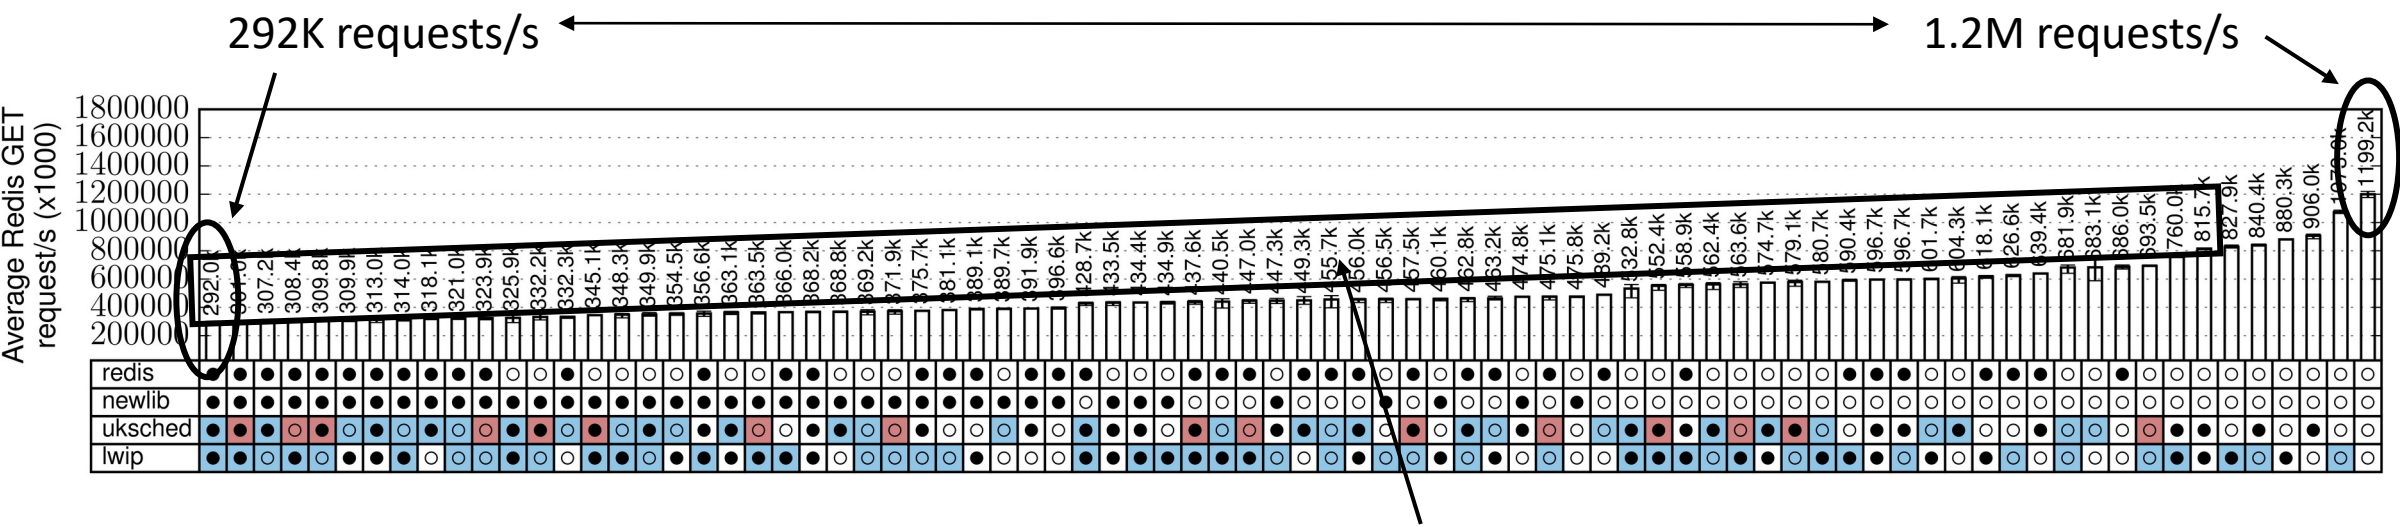 292K requests/s
1.2M requests/s
Average Redis GET
request/s (x1000)
1800000
1600000
1400000
1200000
1000000
800000
600000
400000
200000
292.0k
307.2k
308.4k
309.8k
309.9k
313.0k
314.0k
318.1k
321.0k
323.9k
325.9k
332.2k
332.3k
345.1k
348.3k
349.9k
354.5k
356.6k
363.1k
363.5k
366.0k
368.2k
368.8k
369.2k
371.9k
375.7k
381.1k
389.1k
389.7k
391.9k
396.6k
428.7k
433.5k
434.4k
434.9k
437.6k
440.5k
447.0k
447.3k
449.3k
455.7k
456.0k
456.5k
457.5k
460.1k
462.8k
463.2k
474.8k
475.1k
475.8k
489.2k
532.8k
552.4k
558.9k
562.4k
563.6k
574.7k
579.1k
580.7k
590.4k
596.7k
596.7k
601.7k
604.3k
618.1k
626.6k
639.4k
681.9k
683.1k
686.0k
693.5k
760.0k
815.7k
827.9k
840.4k
880.3k
906.0k
1199.2k
redis
newlib
uksched
lwip